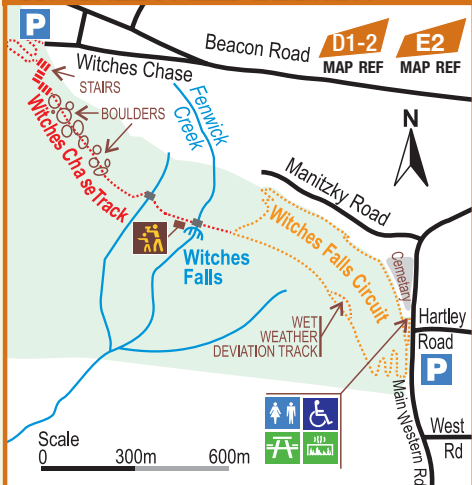 P
Beacon Road
D1-2
MAP REF
E2
MAP REF
Witches Chase
STAIRS
BOULDERS
Fenwick
Creek
Witches Chase Track
N
Manitzky Road
Witches Falls Circuit
Cemetary
Witches
Falls
WET
WEATHER
DEVIATION TRACK
Hartley
Road
P
Main Western Rd
West
Rd
Scale
0 300m 600m